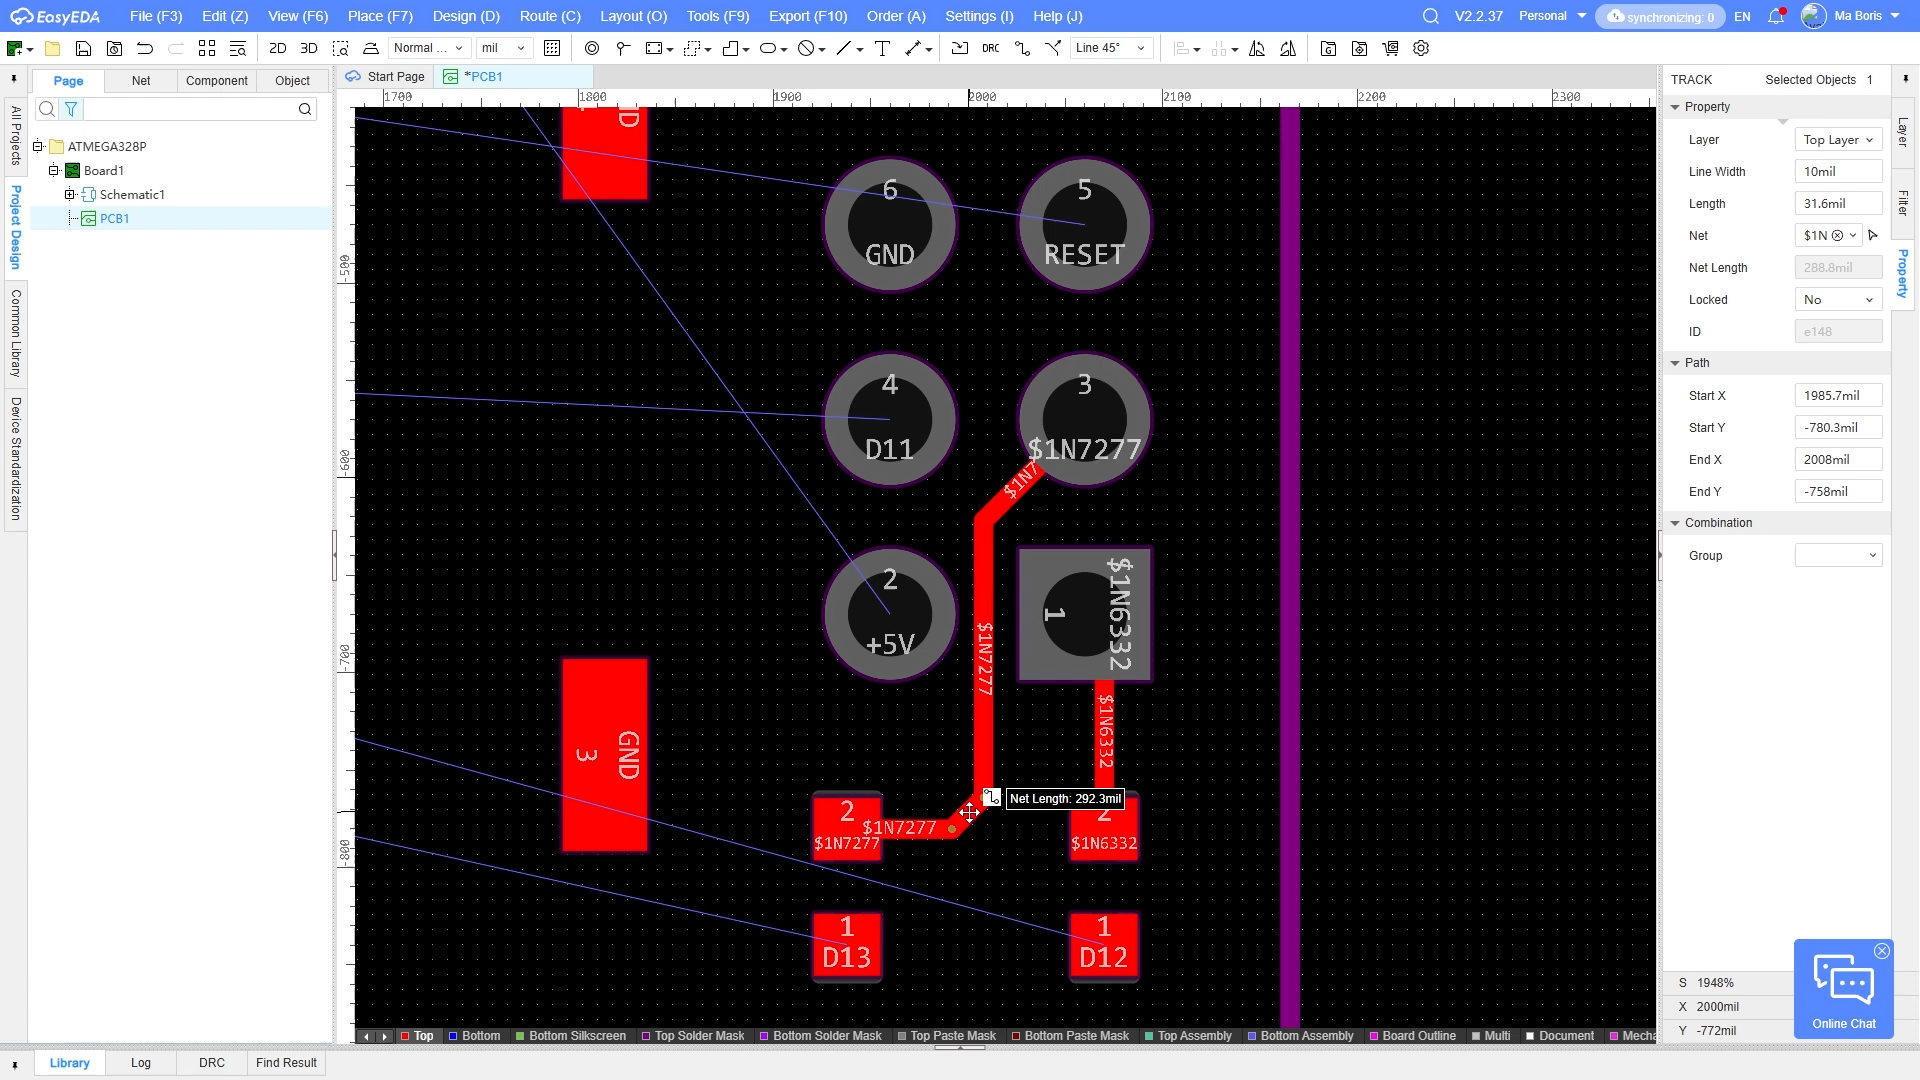 EasyEDA
File (F3)
Edit (Z)
View (F6)
Place (F7)
Design (D)
Route (C)
Layout (O)
Tools (F9)
Export (F10)
Order (A)
Settings (I)
Help (J)
V2.2.37
Personal
synchronizing: 0
EN
Ma Boris
2D
3D
Normal ...
mil
DRC
Line 45°
Page
Net
Component
Object
Start Page
*PCB1
All Projects
Project Design
Common Library
Device Standardization
ATMEGA328P
Board1
Schematic1
PCB1
1700
1800
1900
2000
2100
2200
2300
-500
-600
-700
-800
6
GND
5
RESET
4
D11
3
$1N7277
$1N7
2
+5V
1
$1N6332
$1N7277
$1N6332
GND
3
2
$1N7277
$1N7277
Net Length: 292.3mil
2
$1N6332
1
D13
1
D12
TRACK
Selected Objects 1
Property
Layer
Top Layer
Line Width
10mil
Length
31.6mil
Net
$1N
Net Length
288.8mil
Locked
No
ID
e148
Path
Start X
1985.7mil
Start Y
-780.3mil
End X
2008mil
End Y
-758mil
Combination
Group
Layer
Filter
Property
S 1948%
X 2000mil
Y -772mil
Online Chat
Top
Bottom
Bottom Silkscreen
Top Solder Mask
Bottom Solder Mask
Top Paste Mask
Bottom Paste Mask
Top Assembly
Bottom Assembly
Board Outline
Multi
Document
Mecha
Library
Log
DRC
Find Result